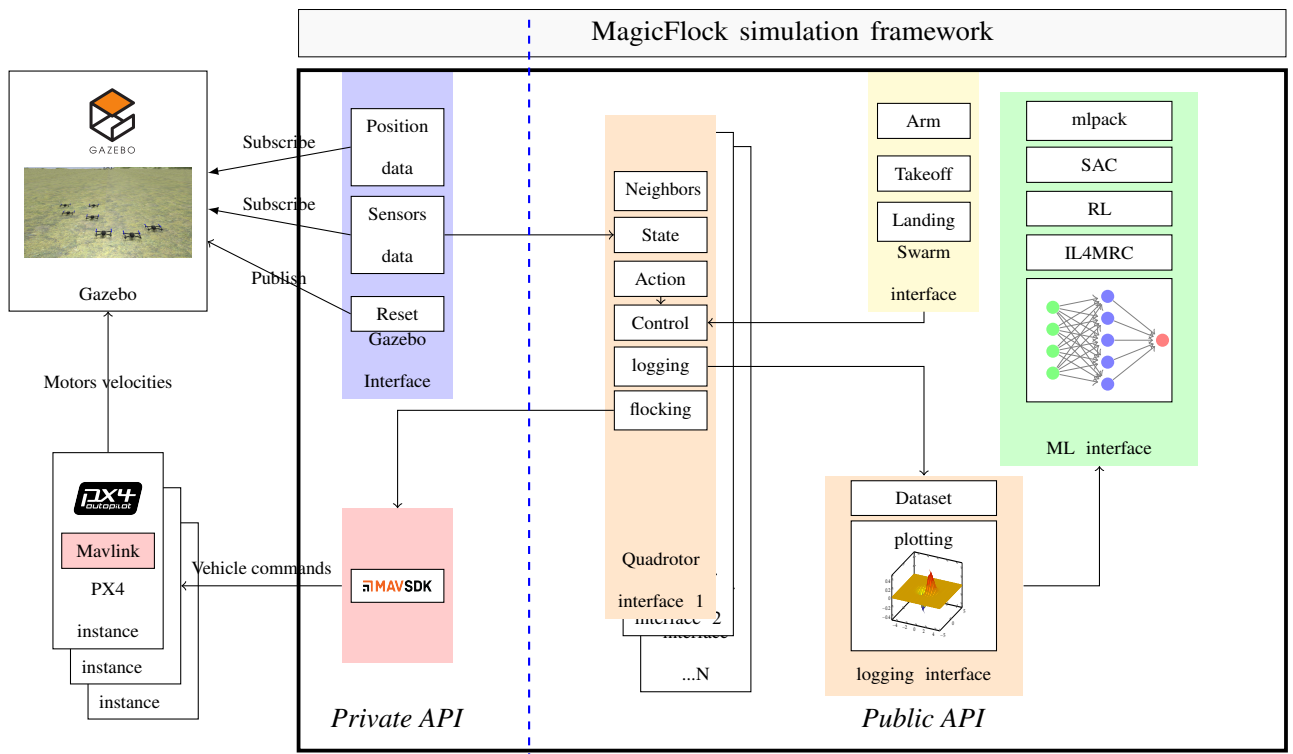 MagicFlock simulation framework
GAZEBO
Gazebo
Subscribe
Subscribe
Publish
Position
data
Sensors
data
Reset
Gazebo
Interface
Neighbors
State
Action
Control
logging
flocking
Quadrotor
interface 1
interface 2
interface
...N
Arm
Takeoff
Landing
Swarm
interface
mlpack
SAC
RL
IL4MRC
ML interface
Motors velocities
px4
autopilot
Mavlink
PX4
instance
instance
instance
Vehicle commands
MAVSDK
Dataset
plotting
logging interface
Private API
Public API